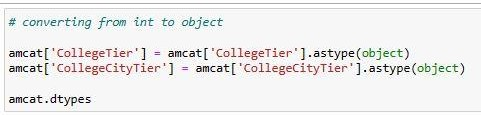 # converting from int to object
amcat['CollegeTier'] = amcat['CollegeTier'].astype(object)
amcat['CollegeCityTier'] = amcat['CollegeCityTier'].astype(object)
amcat.dtypes